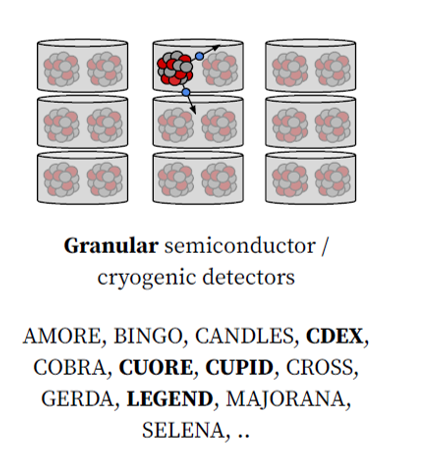 Granular semiconductor /
cryogenic detectors
AMORE, BINGO, CANDLES, CDEX,
COBRA, CUORE, CUPID, CROSS,
GERDA, LEGEND, MAJORANA,
SELENA, ..